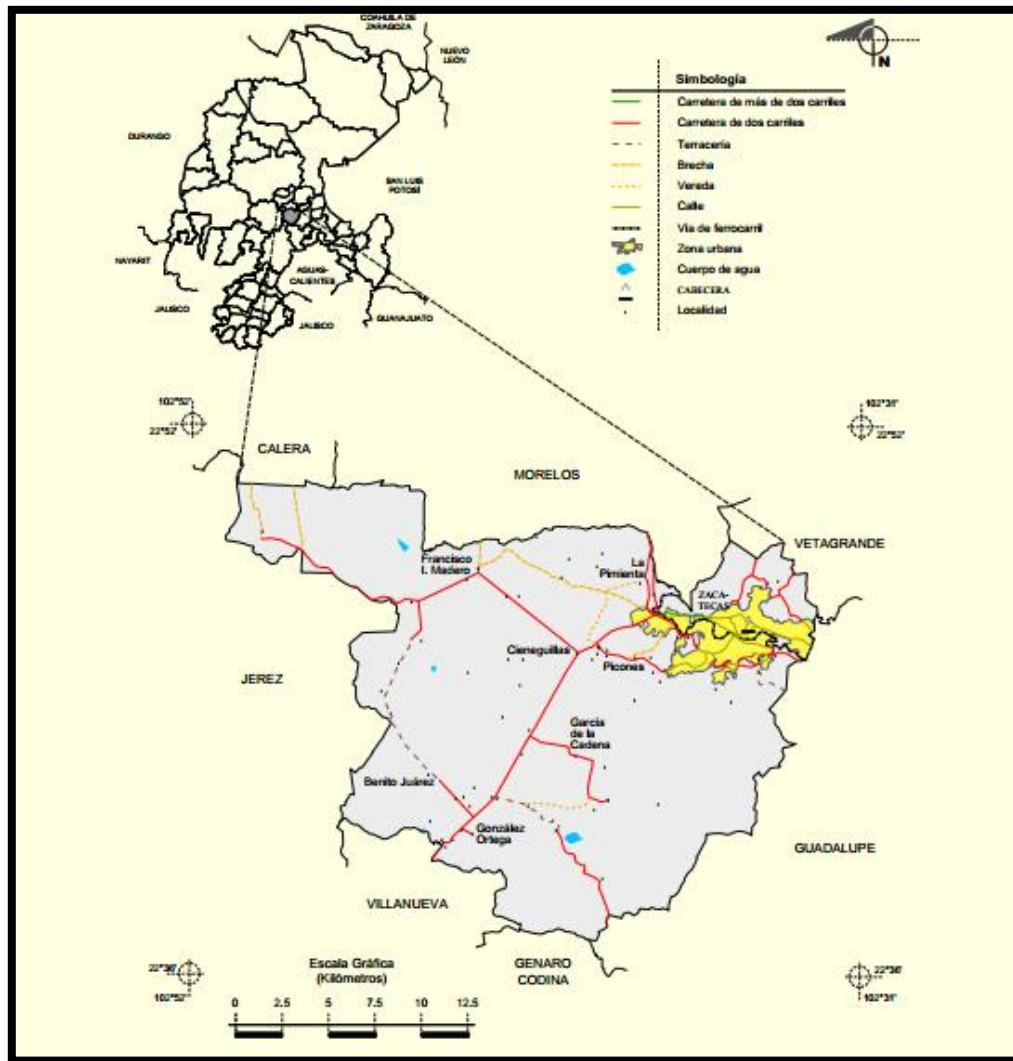 COAHUILA DE
ZARAGOZA
NUEVO
LEÓN
DURANGO
SAN LUIS
POTOSÍ
NAYARIT
AGUAS-
CALIENTES
JALISCO
JALISCO
GUANAJUATO
N
Simbología
Carretera de más de dos carriles
Carretera de dos carriles
Terracería
Brecha
Vereda
Calle
Vía de ferrocarril
Zona urbana
Cuerpo de agua
CABECERA
Localidad
102°52'
22°52'
102°31'
22°52'
CALERA
MORELOS
VETAGRANDE
Francisco
I. Madero
La
Pimienta
ZACA-
TECAS
Cieneguillas
Picones
JEREZ
García
de la
Cadena
Benito Juárez
González
Ortega
GUADALUPE
VILLANUEVA
GENARO
CODINA
22°36'
102°52'
22°36'
102°31'
Escala Gráfica
(Kilómetros)
0 2.5 5 7.5 10 12.5